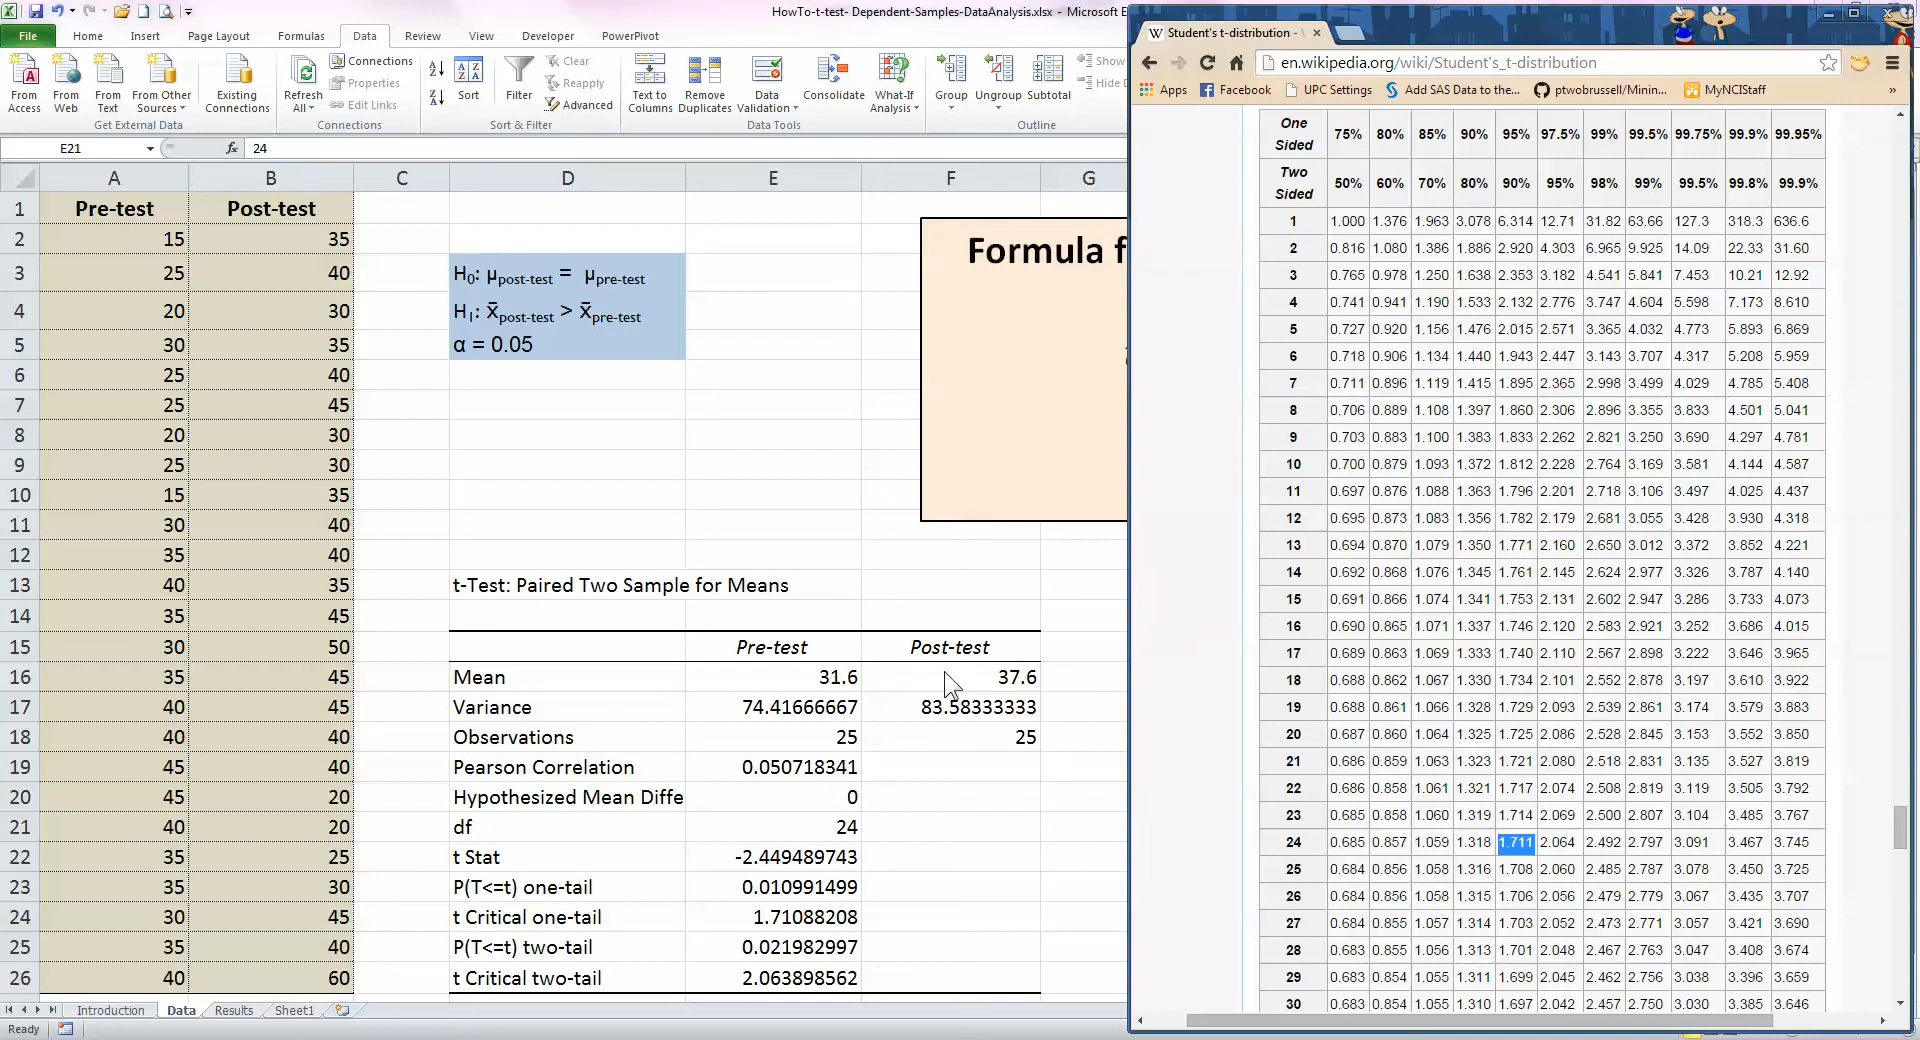 HowTo-t-test- Dependent-Samples-DataAnalysis.xlsx - Microsoft E
File Home Insert Page Layout Formulas Data Review View Developer PowerPivot
From Access
From Web
From Text
From Other Sources
Existing Connections
Get External Data
Refresh All
Connections
Properties
Edit Links
Connections
Sort
Filter
Clear
Reapply
Advanced
Sort & Filter
Text to Columns
Remove Duplicates
Data Validation
Consolidate
What-If Analysis
Data Tools
Group
Ungroup
Subtotal
Show
Hide D
Outline
E21 fx 24
A B C D E F G
1 Pre-test Post-test
2 15 35
3 25 40 H0: μpost-test = μpre-test
4 20 30 H1: x̄post-test > x̄pre-test
5 30 35 α = 0.05
6 25 40
7 25 45
8 20 30
9 25 30
10 15 35
11 30 40
12 35 40
13 40 35 t-Test: Paired Two Sample for Means
14 35 45
15 30 50 Pre-test Post-test
16 35 45 Mean 31.6 37.6
17 40 45 Variance 74.41666667 83.58333333
18 40 40 Observations 25 25
19 45 40 Pearson Correlation 0.050718341
20 45 20 Hypothesized Mean Diffe 0
21 40 20 df 24
22 35 25 t Stat -2.449489743
23 35 30 P(T<=t) one-tail 0.010991499
24 30 45 t Critical one-tail 1.71088208
25 35 40 P(T<=t) two-tail 0.021982997
26 40 60 t Critical two-tail 2.063898562
Formula f
Introduction Data Results Sheet1
Ready
W Student's t-distribution -
en.wikipedia.org/wiki/Student's_t-distribution
Apps Facebook UPC Settings Add SAS Data to the... ptwobrussell/Minin... MyNCIStaff »
One Sided 75% 80% 85% 90% 95% 97.5% 99% 99.5% 99.75% 99.9% 99.95%
Two Sided 50% 60% 70% 80% 90% 95% 98% 99% 99.5% 99.8% 99.9%
1 1.000 1.376 1.963 3.078 6.314 12.71 31.82 63.66 127.3 318.3 636.6
2 0.816 1.080 1.386 1.886 2.920 4.303 6.965 9.925 14.09 22.33 31.60
3 0.765 0.978 1.250 1.638 2.353 3.182 4.541 5.841 7.453 10.21 12.92
4 0.741 0.941 1.190 1.533 2.132 2.776 3.747 4.604 5.598 7.173 8.610
5 0.727 0.920 1.156 1.476 2.015 2.571 3.365 4.032 4.773 5.893 6.869
6 0.718 0.906 1.134 1.440 1.943 2.447 3.143 3.707 4.317 5.208 5.959
7 0.711 0.896 1.119 1.415 1.895 2.365 2.998 3.499 4.029 4.785 5.408
8 0.706 0.889 1.108 1.397 1.860 2.306 2.896 3.355 3.833 4.501 5.041
9 0.703 0.883 1.100 1.383 1.833 2.262 2.821 3.250 3.690 4.297 4.781
10 0.700 0.879 1.093 1.372 1.812 2.228 2.764 3.169 3.581 4.144 4.587
11 0.697 0.876 1.088 1.363 1.796 2.201 2.718 3.106 3.497 4.025 4.437
12 0.695 0.873 1.083 1.356 1.782 2.179 2.681 3.055 3.428 3.930 4.318
13 0.694 0.870 1.079 1.350 1.771 2.160 2.650 3.012 3.372 3.852 4.221
14 0.692 0.868 1.076 1.345 1.761 2.145 2.624 2.977 3.326 3.787 4.140
15 0.691 0.866 1.074 1.341 1.753 2.131 2.602 2.947 3.286 3.733 4.073
16 0.690 0.865 1.071 1.337 1.746 2.120 2.583 2.921 3.252 3.686 4.015
17 0.689 0.863 1.069 1.333 1.740 2.110 2.567 2.898 3.222 3.646 3.965
18 0.688 0.862 1.067 1.330 1.734 2.101 2.552 2.878 3.197 3.610 3.922
19 0.688 0.861 1.066 1.328 1.729 2.093 2.539 2.861 3.174 3.579 3.883
20 0.687 0.860 1.064 1.325 1.725 2.086 2.528 2.845 3.153 3.552 3.850
21 0.686 0.859 1.063 1.323 1.721 2.080 2.518 2.831 3.135 3.527 3.819
22 0.686 0.858 1.061 1.321 1.717 2.074 2.508 2.819 3.119 3.505 3.792
23 0.685 0.858 1.060 1.319 1.714 2.069 2.500 2.807 3.104 3.485 3.767
24 0.685 0.857 1.059 1.318 1.711 2.064 2.492 2.797 3.091 3.467 3.745
25 0.684 0.856 1.058 1.316 1.708 2.060 2.485 2.787 3.078 3.450 3.725
26 0.684 0.856 1.058 1.315 1.706 2.056 2.479 2.779 3.067 3.435 3.707
27 0.684 0.855 1.057 1.314 1.703 2.052 2.473 2.771 3.057 3.421 3.690
28 0.683 0.855 1.056 1.313 1.701 2.048 2.467 2.763 3.047 3.408 3.674
29 0.683 0.854 1.055 1.311 1.699 2.045 2.462 2.756 3.038 3.396 3.659
30 0.683 0.854 1.055 1.310 1.697 2.042 2.457 2.750 3.030 3.385 3.646